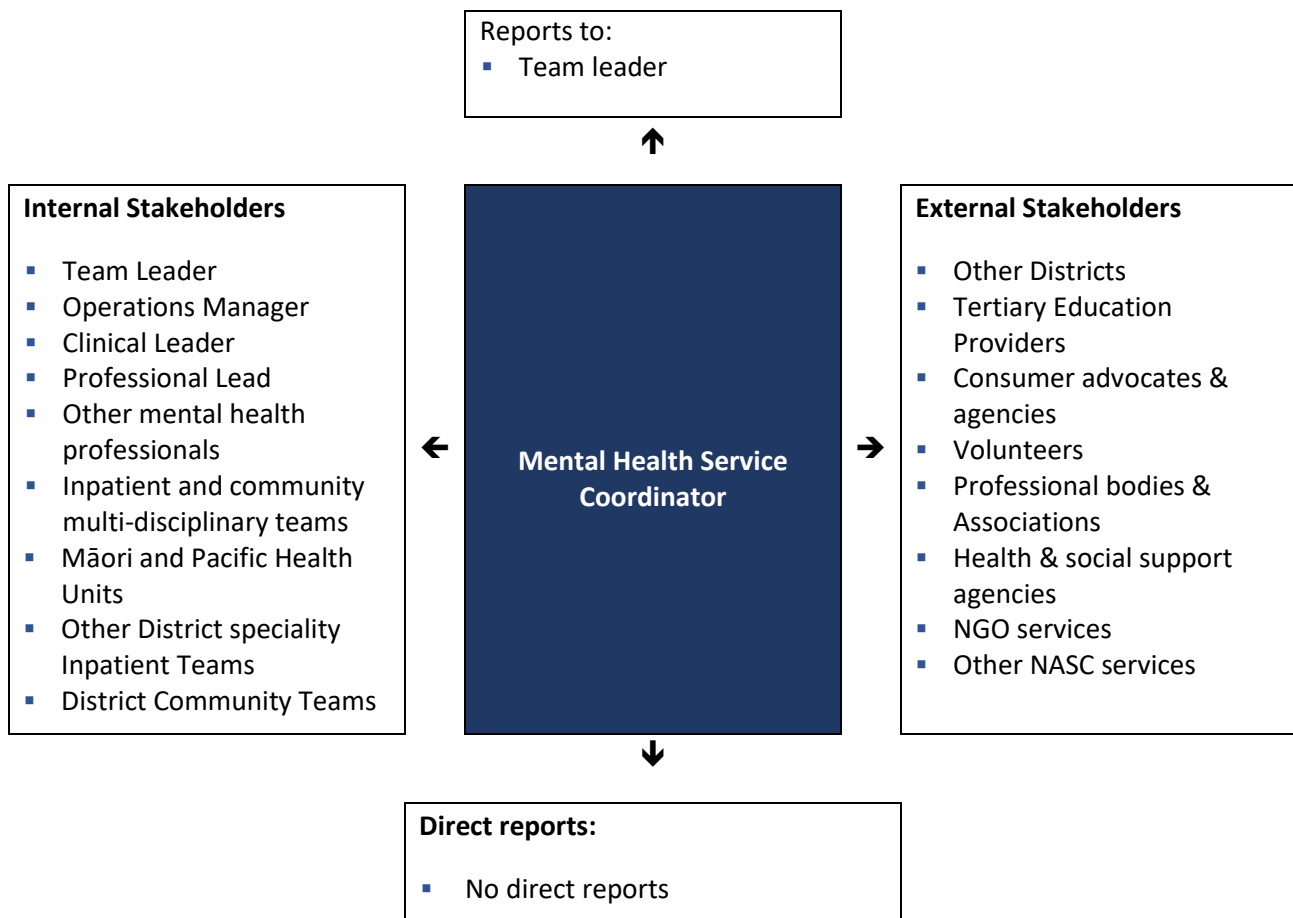 Reports to:
▪ Team leader
Internal Stakeholders
▪ Team Leader
▪ Operations Manager
▪ Clinical Leader
▪ Professional Lead
▪ Other mental health
professionals
▪ Inpatient and community
multi-disciplinary teams
▪ Māori and Pacific Health
Units
▪ Other District speciality
Inpatient Teams
▪ District Community Teams
Mental Health Service
Coordinator
External Stakeholders
▪ Other Districts
▪ Tertiary Education
Providers
▪ Consumer advocates &
agencies
▪ Volunteers
▪ Professional bodies &
Associations
▪ Health & social support
agencies
▪ NGO services
▪ Other NASC services
Direct reports:
▪ No direct reports